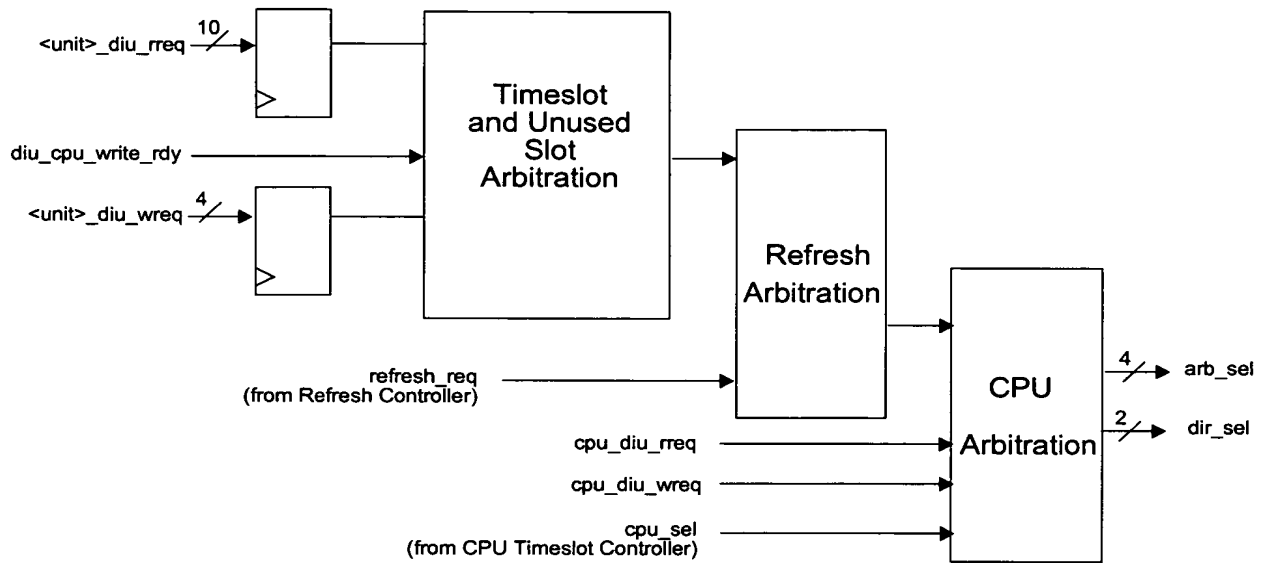 10
<unit>_diu_rreq
Timeslot
and Unused
Slot
Arbitration
diu_cpu_write_rdy
4
<unit>_diu_wreq
Refresh
Arbitration
refresh_req
(from Refresh Controller)
CPU
Arbitration
4
arb_sel
2
dir_sel
cpu_diu_rreq
cpu_diu_wreq
cpu_sel
(from CPU Timeslot Controller)